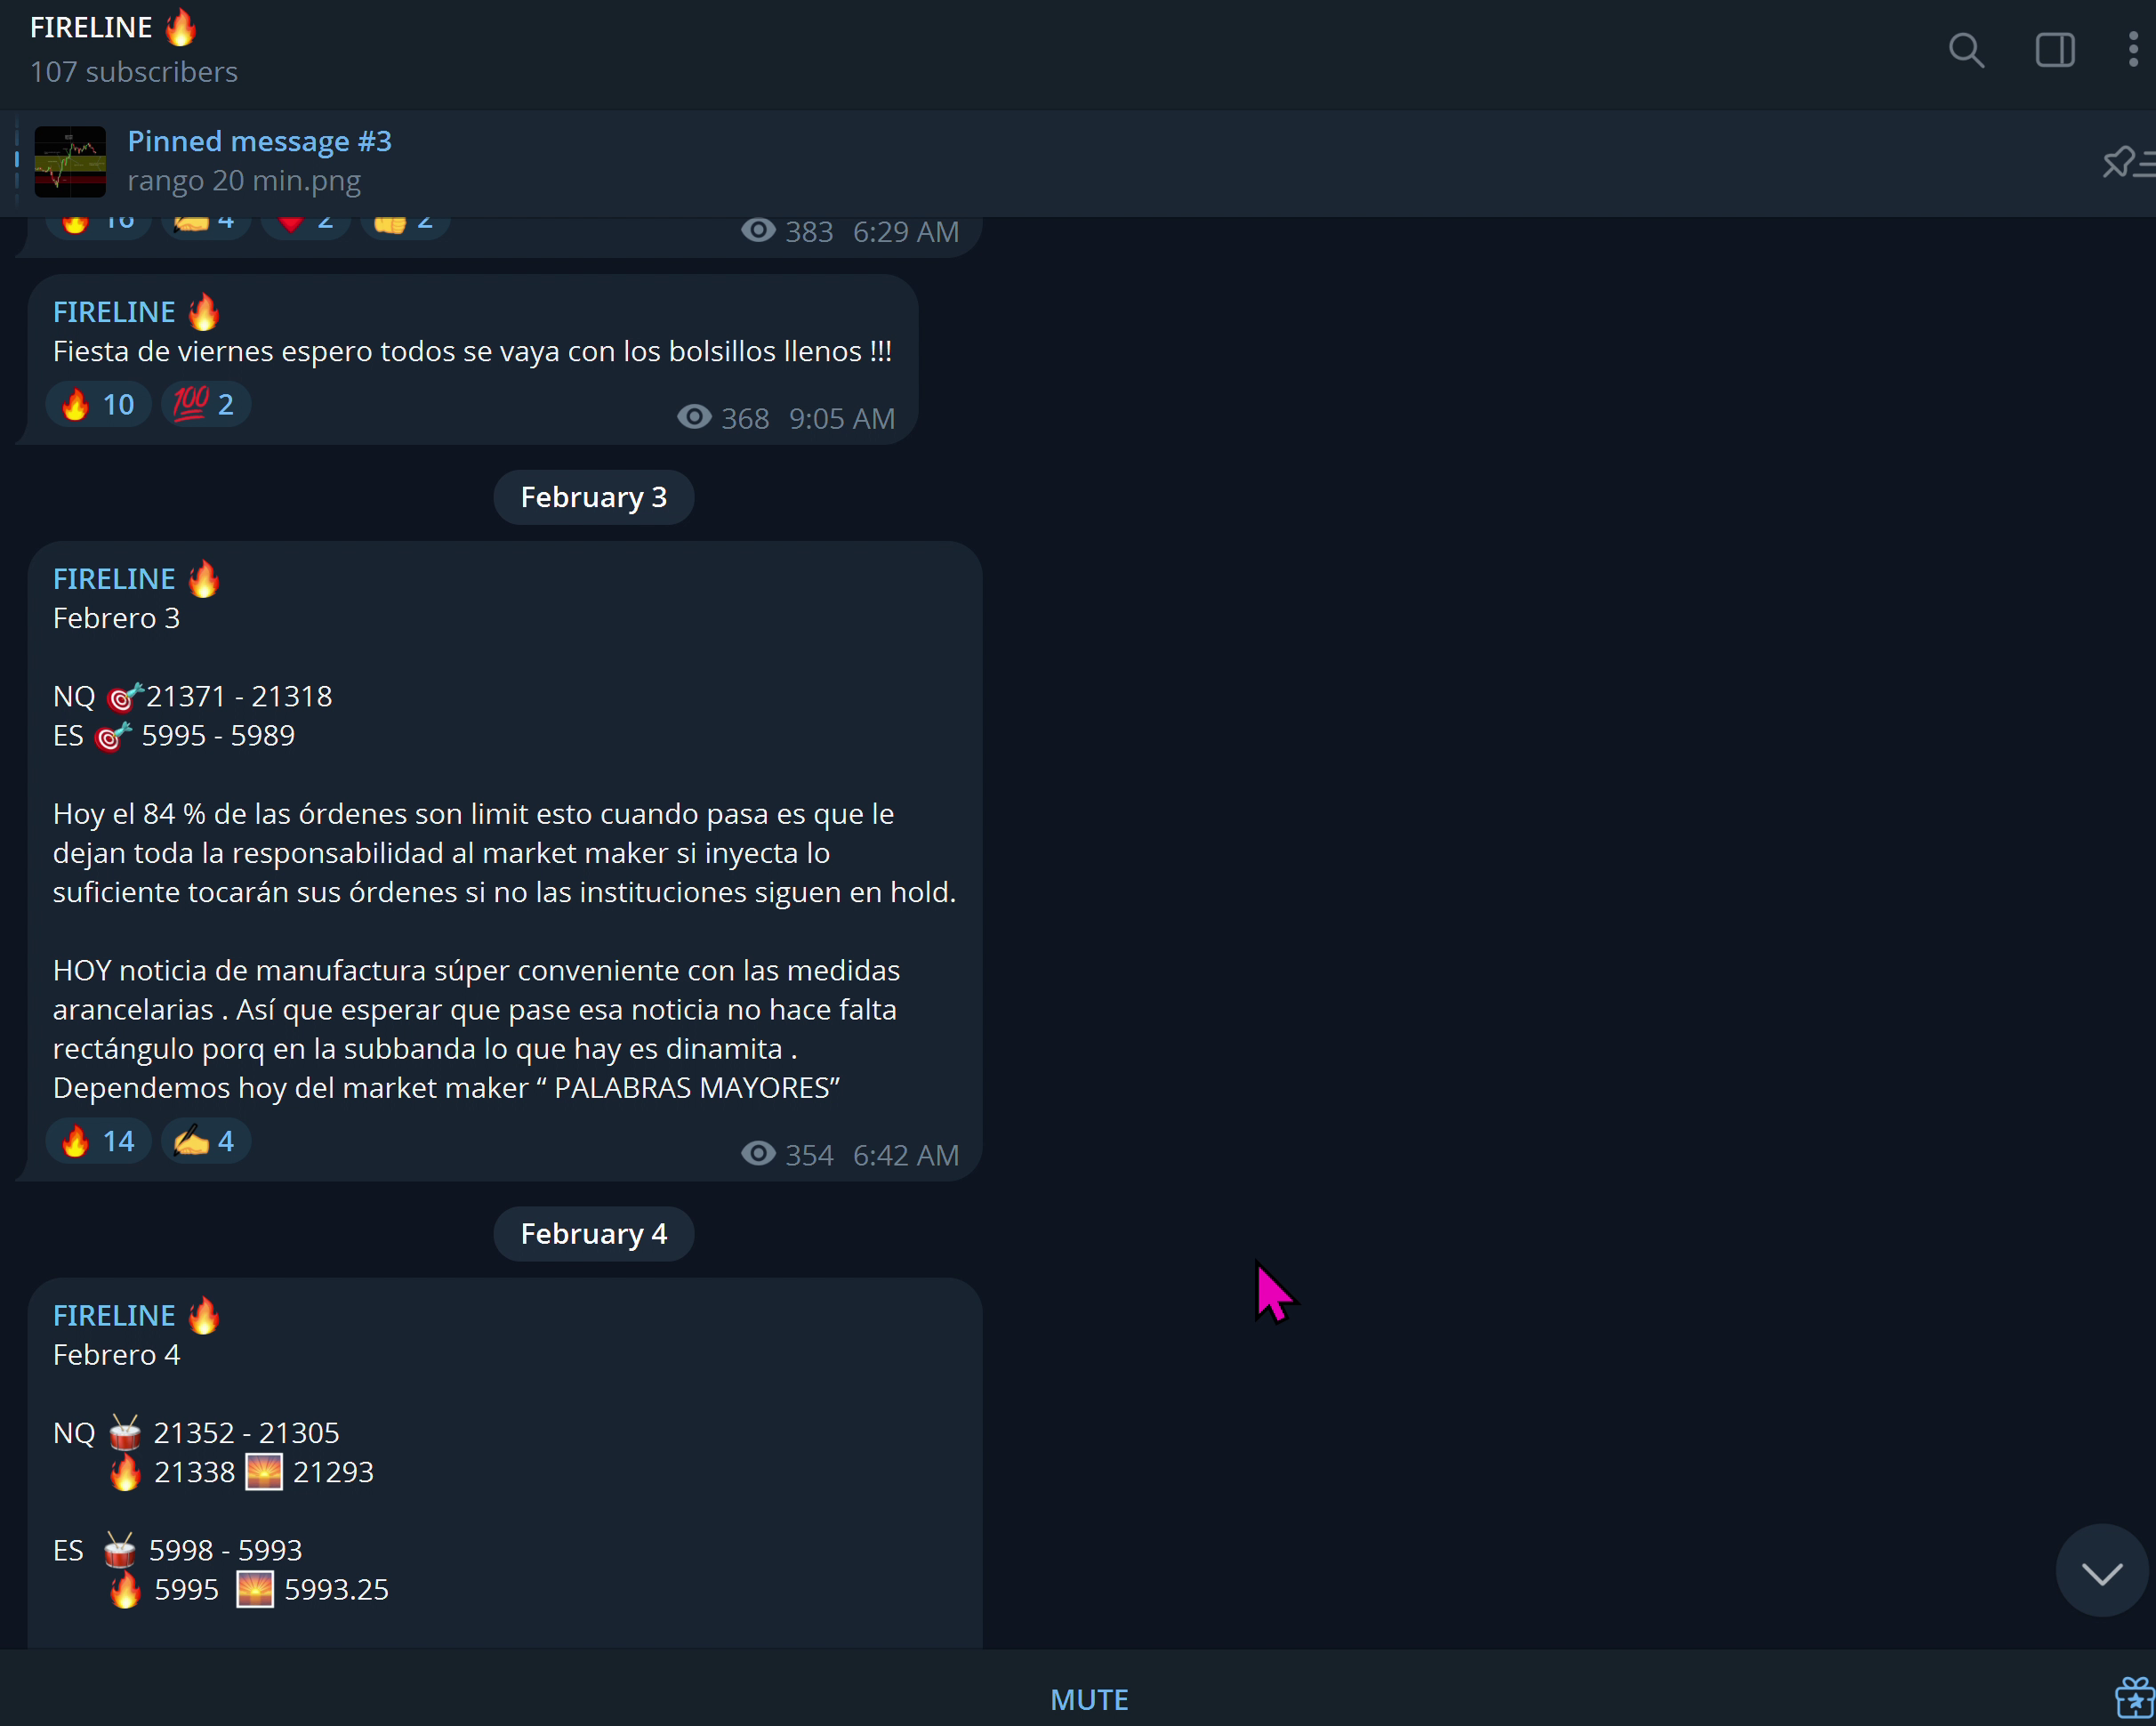 FIRELINE 🔥
107 subscribers
Pinned message #3
rango 20 min.png
🔥 16 ✍️ 4 ❤️ 2 👍 2 383 6:29 AM
FIRELINE 🔥
Fiesta de viernes espero todos se vaya con los bolsillos llenos !!!
🔥 10 💯 2 368 9:05 AM
February 3
FIRELINE 🔥
Febrero 3
NQ 🎯21371 - 21318
ES 🎯 5995 - 5989
Hoy el 84 % de las órdenes son limit esto cuando pasa es que le
dejan toda la responsabilidad al market maker si inyecta lo
suficiente tocarán sus órdenes si no las instituciones siguen en hold.
HOY noticia de manufactura súper conveniente con las medidas
arancelarias . Así que esperar que pase esa noticia no hace falta
rectángulo porq en la subbanda lo que hay es dinamita .
Dependemos hoy del market maker “ PALABRAS MAYORES”
🔥 14 ✍️ 4 354 6:42 AM
February 4
FIRELINE 🔥
Febrero 4
NQ 🥁 21352 - 21305
🔥 21338 🌅 21293
ES 🥁 5998 - 5993
🔥 5995 🌅 5993.25
MUTE